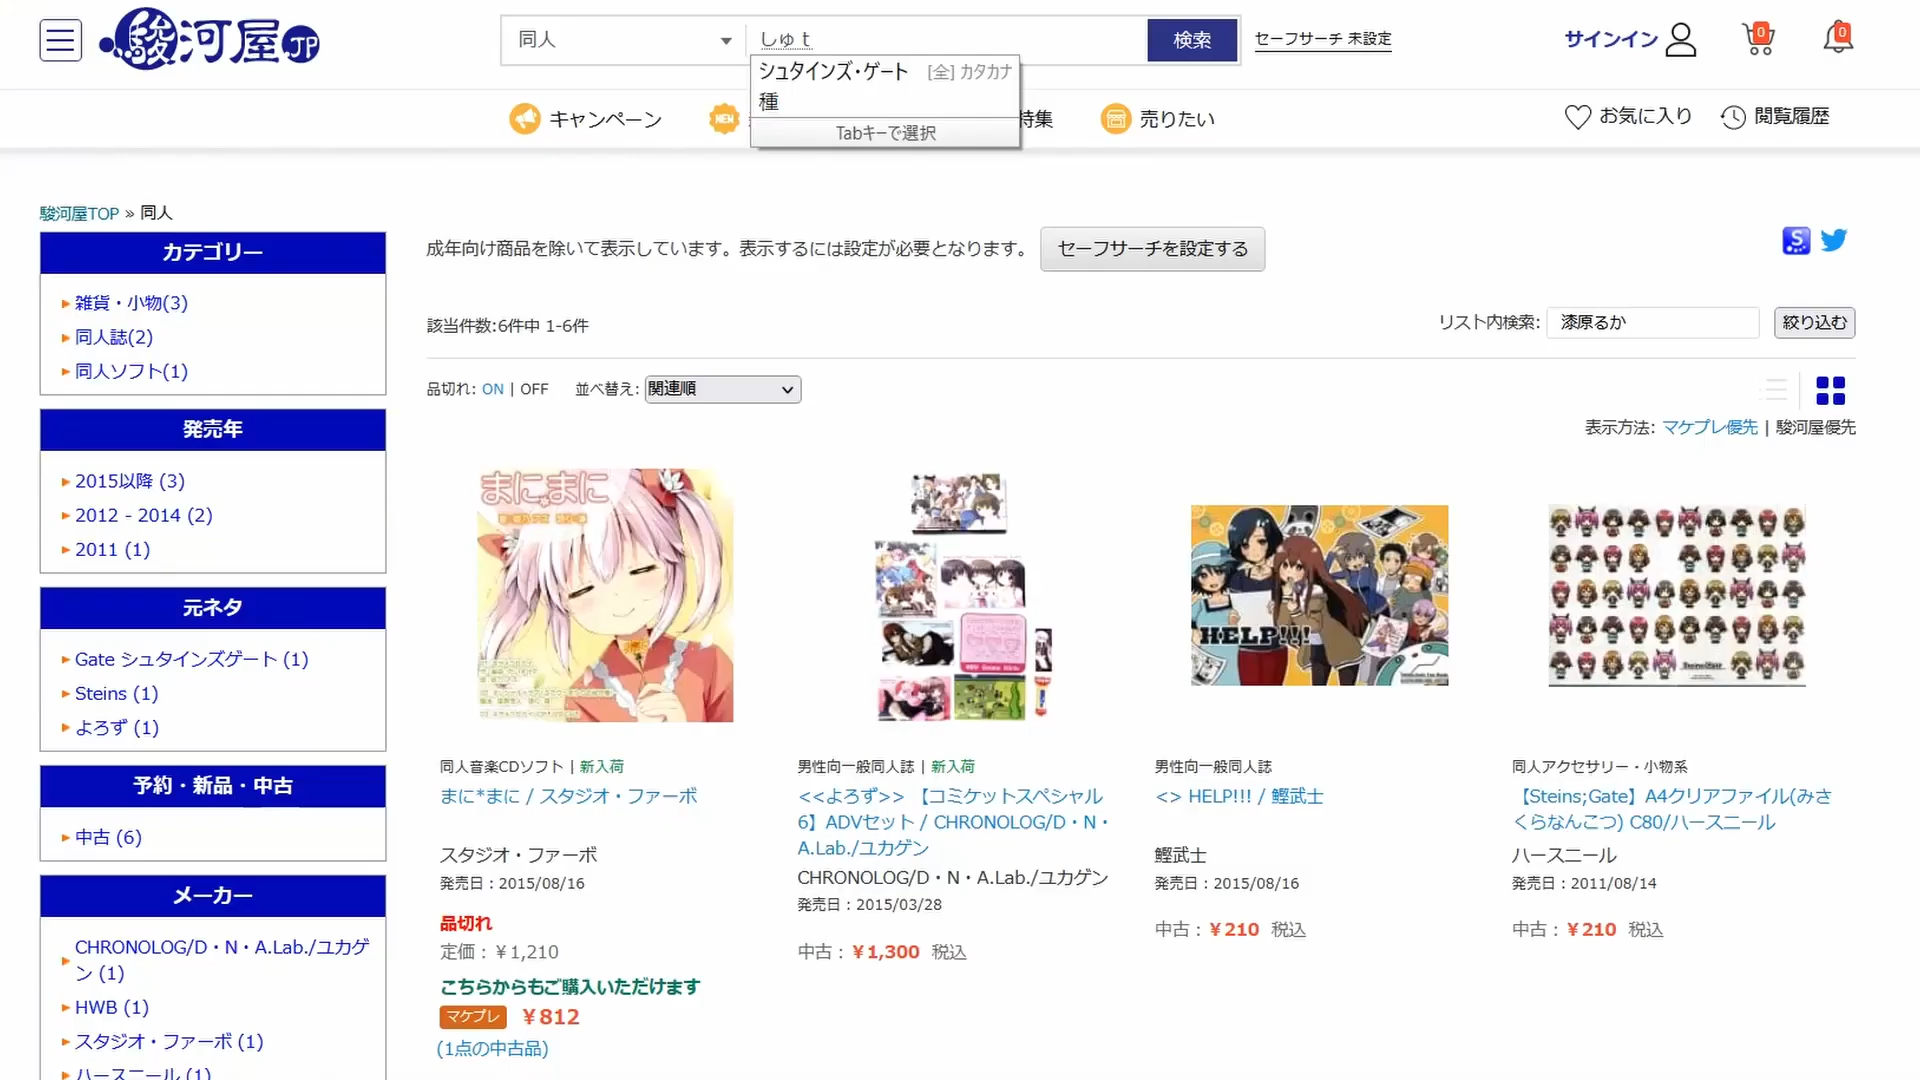 駿河屋.JP
同人
しゅｔ
検索
セーフサーチ 未設定
サインイン
0
0
シュタインズ・ゲート [全] カタカナ
種
Tabキーで選択
キャンペーン
NEW
特集
売りたい
お気に入り
閲覧履歴
駿河屋TOP » 同人
カテゴリー
雑貨・小物(3)
同人誌(2)
同人ソフト(1)
発売年
2015以降 (3)
2012 - 2014 (2)
2011 (1)
元ネタ
Gate シュタインズゲート (1)
Steins (1)
よろず (1)
予約・新品・中古
中古 (6)
メーカー
CHRONOLOG/D・N・A.Lab./ユカゲ
ン (1)
HWB (1)
スタジオ・ファーボ (1)
ハースニール (1)
成年向け商品を除いて表示しています。表示するには設定が必要となります。
セーフサーチを設定する
S
該当件数:6件中 1-6件
リスト内検索: 漆原るか
絞り込む
品切れ: ON | OFF
並べ替え: 関連順
表示方法: マケプレ優先 | 駿河屋優先
まに*まに
HELP!!!
Steins;Gate
同人音楽CDソフト | 新入荷
まに*まに / スタジオ・ファーボ
スタジオ・ファーボ
発売日：2015/08/16
品切れ
定価：￥1,210
こちらからもご購入いただけます
マケプレ ￥812
(1点の中古品)
男性向一般同人誌 | 新入荷
<<よろず>> 【コミケットスペシャル
6】ADVセット / CHRONOLOG/D・N・
A.Lab./ユカゲン
CHRONOLOG/D・N・A.Lab./ユカゲン
発売日：2015/03/28
中古：￥1,300 税込
男性向一般同人誌
<> HELP!!! / 鰹武士
鰹武士
発売日：2015/08/16
中古：￥210 税込
同人アクセサリー・小物系
【Steins;Gate】A4クリアファイル(みさ
くらなんこつ) C80/ハースニール
ハースニール
発売日：2011/08/14
中古：￥210 税込